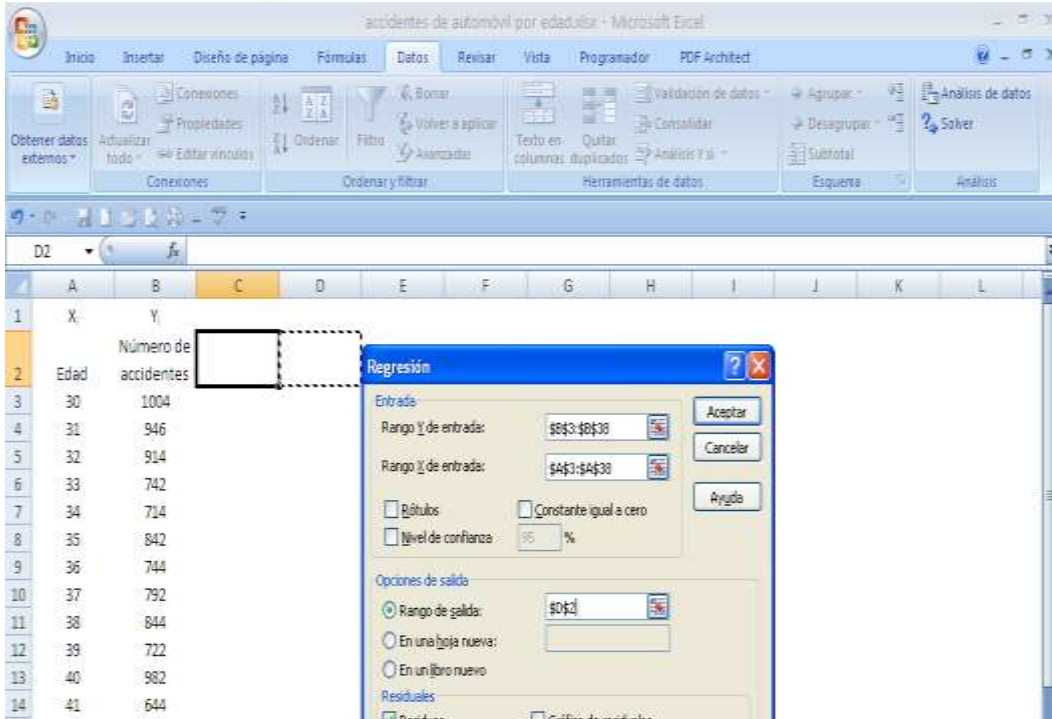 accidentes de automóvil por edad.xlsx - Microsoft Excel
Inicio Insertar Diseño de página Fórmulas Datos Revisar Vista Programador PDF Architect
Obtener datos externos
Actualizar todo
Conexiones
Propiedades
Editar vínculos
Conexiones
Ordenar
Filtro
Borrar
Volver a aplicar
Avanzadas
Ordenar y filtrar
Texto en columnas
Quitar duplicados
Validación de datos
Consolidar
Análisis Y si
Herramientas de datos
Agrupar
Desagrupar
Subtotal
Esquema
Análisis de datos
Solver
Análisis
D2 fx
A B C D E F G H I J K L
1 X Y
2 Edad Número de accidentes
3 30 1004
4 31 946
5 32 914
6 33 742
7 34 714
8 35 842
9 36 744
10 37 792
11 38 844
12 39 722
13 40 982
14 41 644
Regresión
Entrada
Rango Y de entrada: $B$3:$B$38
Rango X de entrada: $A$3:$A$38
Rótulos Constante igual a cero
Nivel de confianza 95 %
Aceptar
Cancelar
Ayuda
Opciones de salida
Rango de salida: $D$2
En una hoja nueva:
En un libro nuevo
Residuales